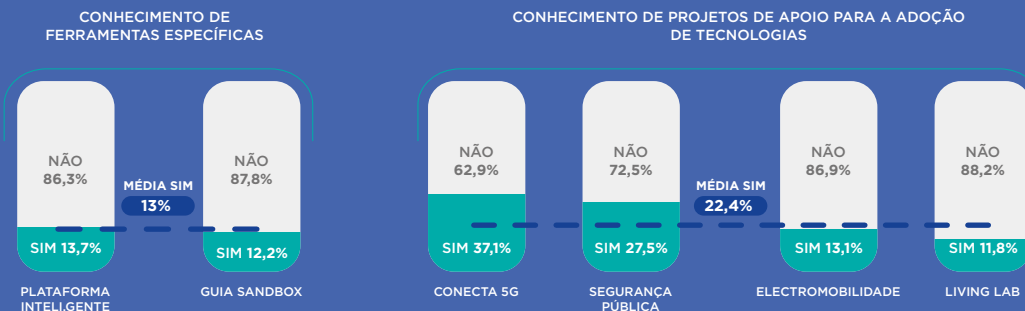 CONHECIMENTO DE
FERRAMENTAS ESPECÍFICAS
NÃO
86,3%
NÃO
87,8%
MÉDIA SIM
13%
SIM 13,7%
SIM 12,2%
PLATAFORMA
INTELI.GENTE
GUIA SANDBOX
CONHECIMENTO DE PROJETOS DE APOIO PARA A ADOÇÃO
DE TECNOLOGIAS
NÃO
62,9%
NÃO
72,5%
NÃO
86,9%
NÃO
88,2%
MÉDIA SIM
22,4%
SIM 37,1%
SIM 27,5%
SIM 13,1%
SIM 11,8%
CONECTA 5G
SEGURANÇA
PÚBLICA
ELECTROMOBILIDADE
LIVING LAB